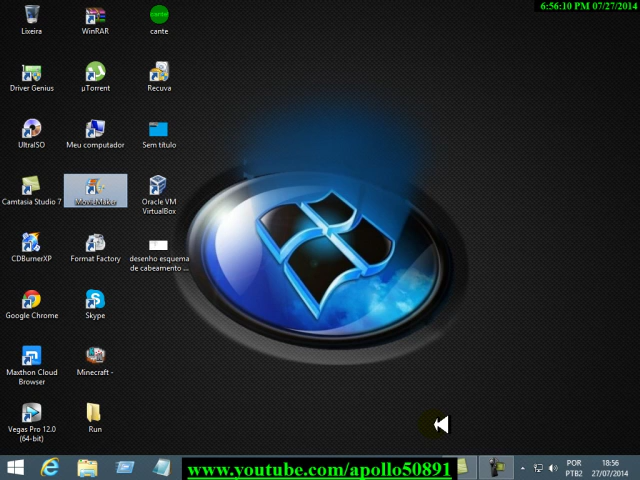 6:56:10 PM 07/27/2014
Lixeira
WinRAR
cante
cante
Driver Genius
µTorrent
Recuva
UltraISO
Meu computador
Sem título
Camtasia Studio 7
MovieMaker
Oracle VM
VirtualBox
CDBurnerXP
Format Factory
desenho esquema
de cabeamento ...
Google Chrome
Skype
Maxthon Cloud
Browser
Minecraft -
Vegas Pro 12.0
(64-bit)
Run
www.youtube.com/apollo50891
POR
PTB2
18:56
27/07/2014